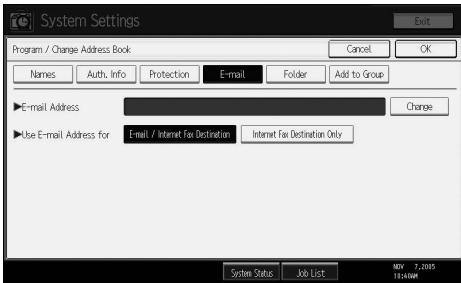 System Settings
Exit
Program / Change Address Book
Cancel
OK
Names
Auth. Info
Protection
E-mail
Folder
Add to Group
▶E-mail Address
Change
▶Use E-mail Address for
E-mail / Internet Fax Destination
Internet Fax Destination Only
System Status
Job List
NOV 7,2005
10:40AM